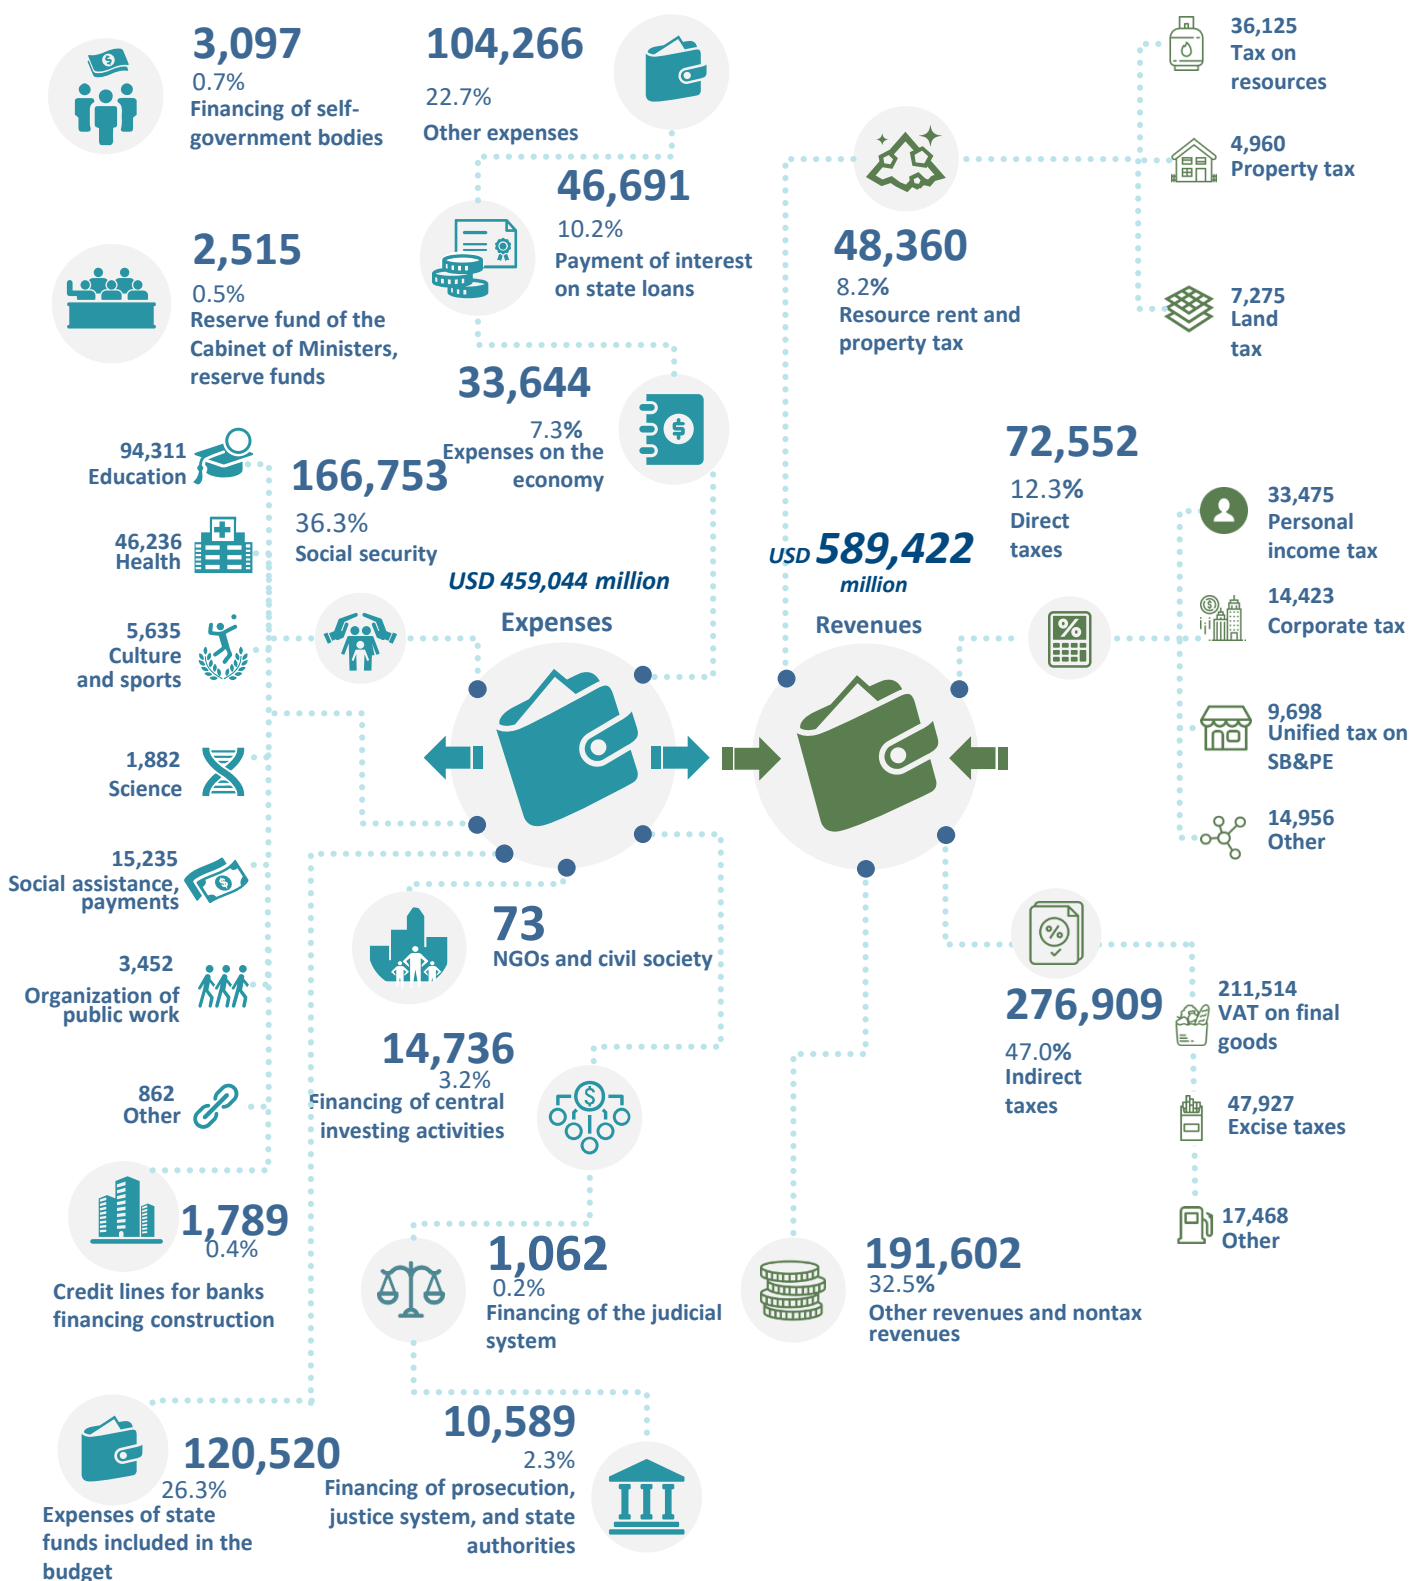 3,097
0.7%
Financing of self-
government bodies
104,266
22.7%
Other expenses
2,515
0.5%
Reserve fund of the
Cabinet of Ministers,
reserve funds
46,691
10.2%
Payment of interest
on state loans
33,644
7.3%
Expenses on the
economy
166,753
36.3%
Social security
94,311
Education
46,236
Health
5,635
Culture
and sports
1,882
Science
15,235
Social assistance,
payments
3,452
Organization of
public work
862
Other
USD 459,044 million
Expenses
73
NGOs and civil society
14,736
3.2%
Financing of central
investing activities
1,789
0.4%
Credit lines for banks
financing construction
1,062
0.2%
Financing of the judicial
system
120,520
26.3%
Expenses of state
funds included in the
budget
10,589
2.3%
Financing of prosecution,
justice system, and state
authorities
USD 589,422
million
Revenues
48,360
8.2%
Resource rent and
property tax
36,125
Tax on
resources
4,960
Property tax
7,275
Land
tax
72,552
12.3%
Direct
taxes
33,475
Personal
income tax
14,423
Corporate tax
9,698
Unified tax on
SB&PE
14,956
Other
276,909
47.0%
Indirect
taxes
211,514
VAT on final
goods
47,927
Excise taxes
17,468
Other
191,602
32.5%
Other revenues and nontax
revenues